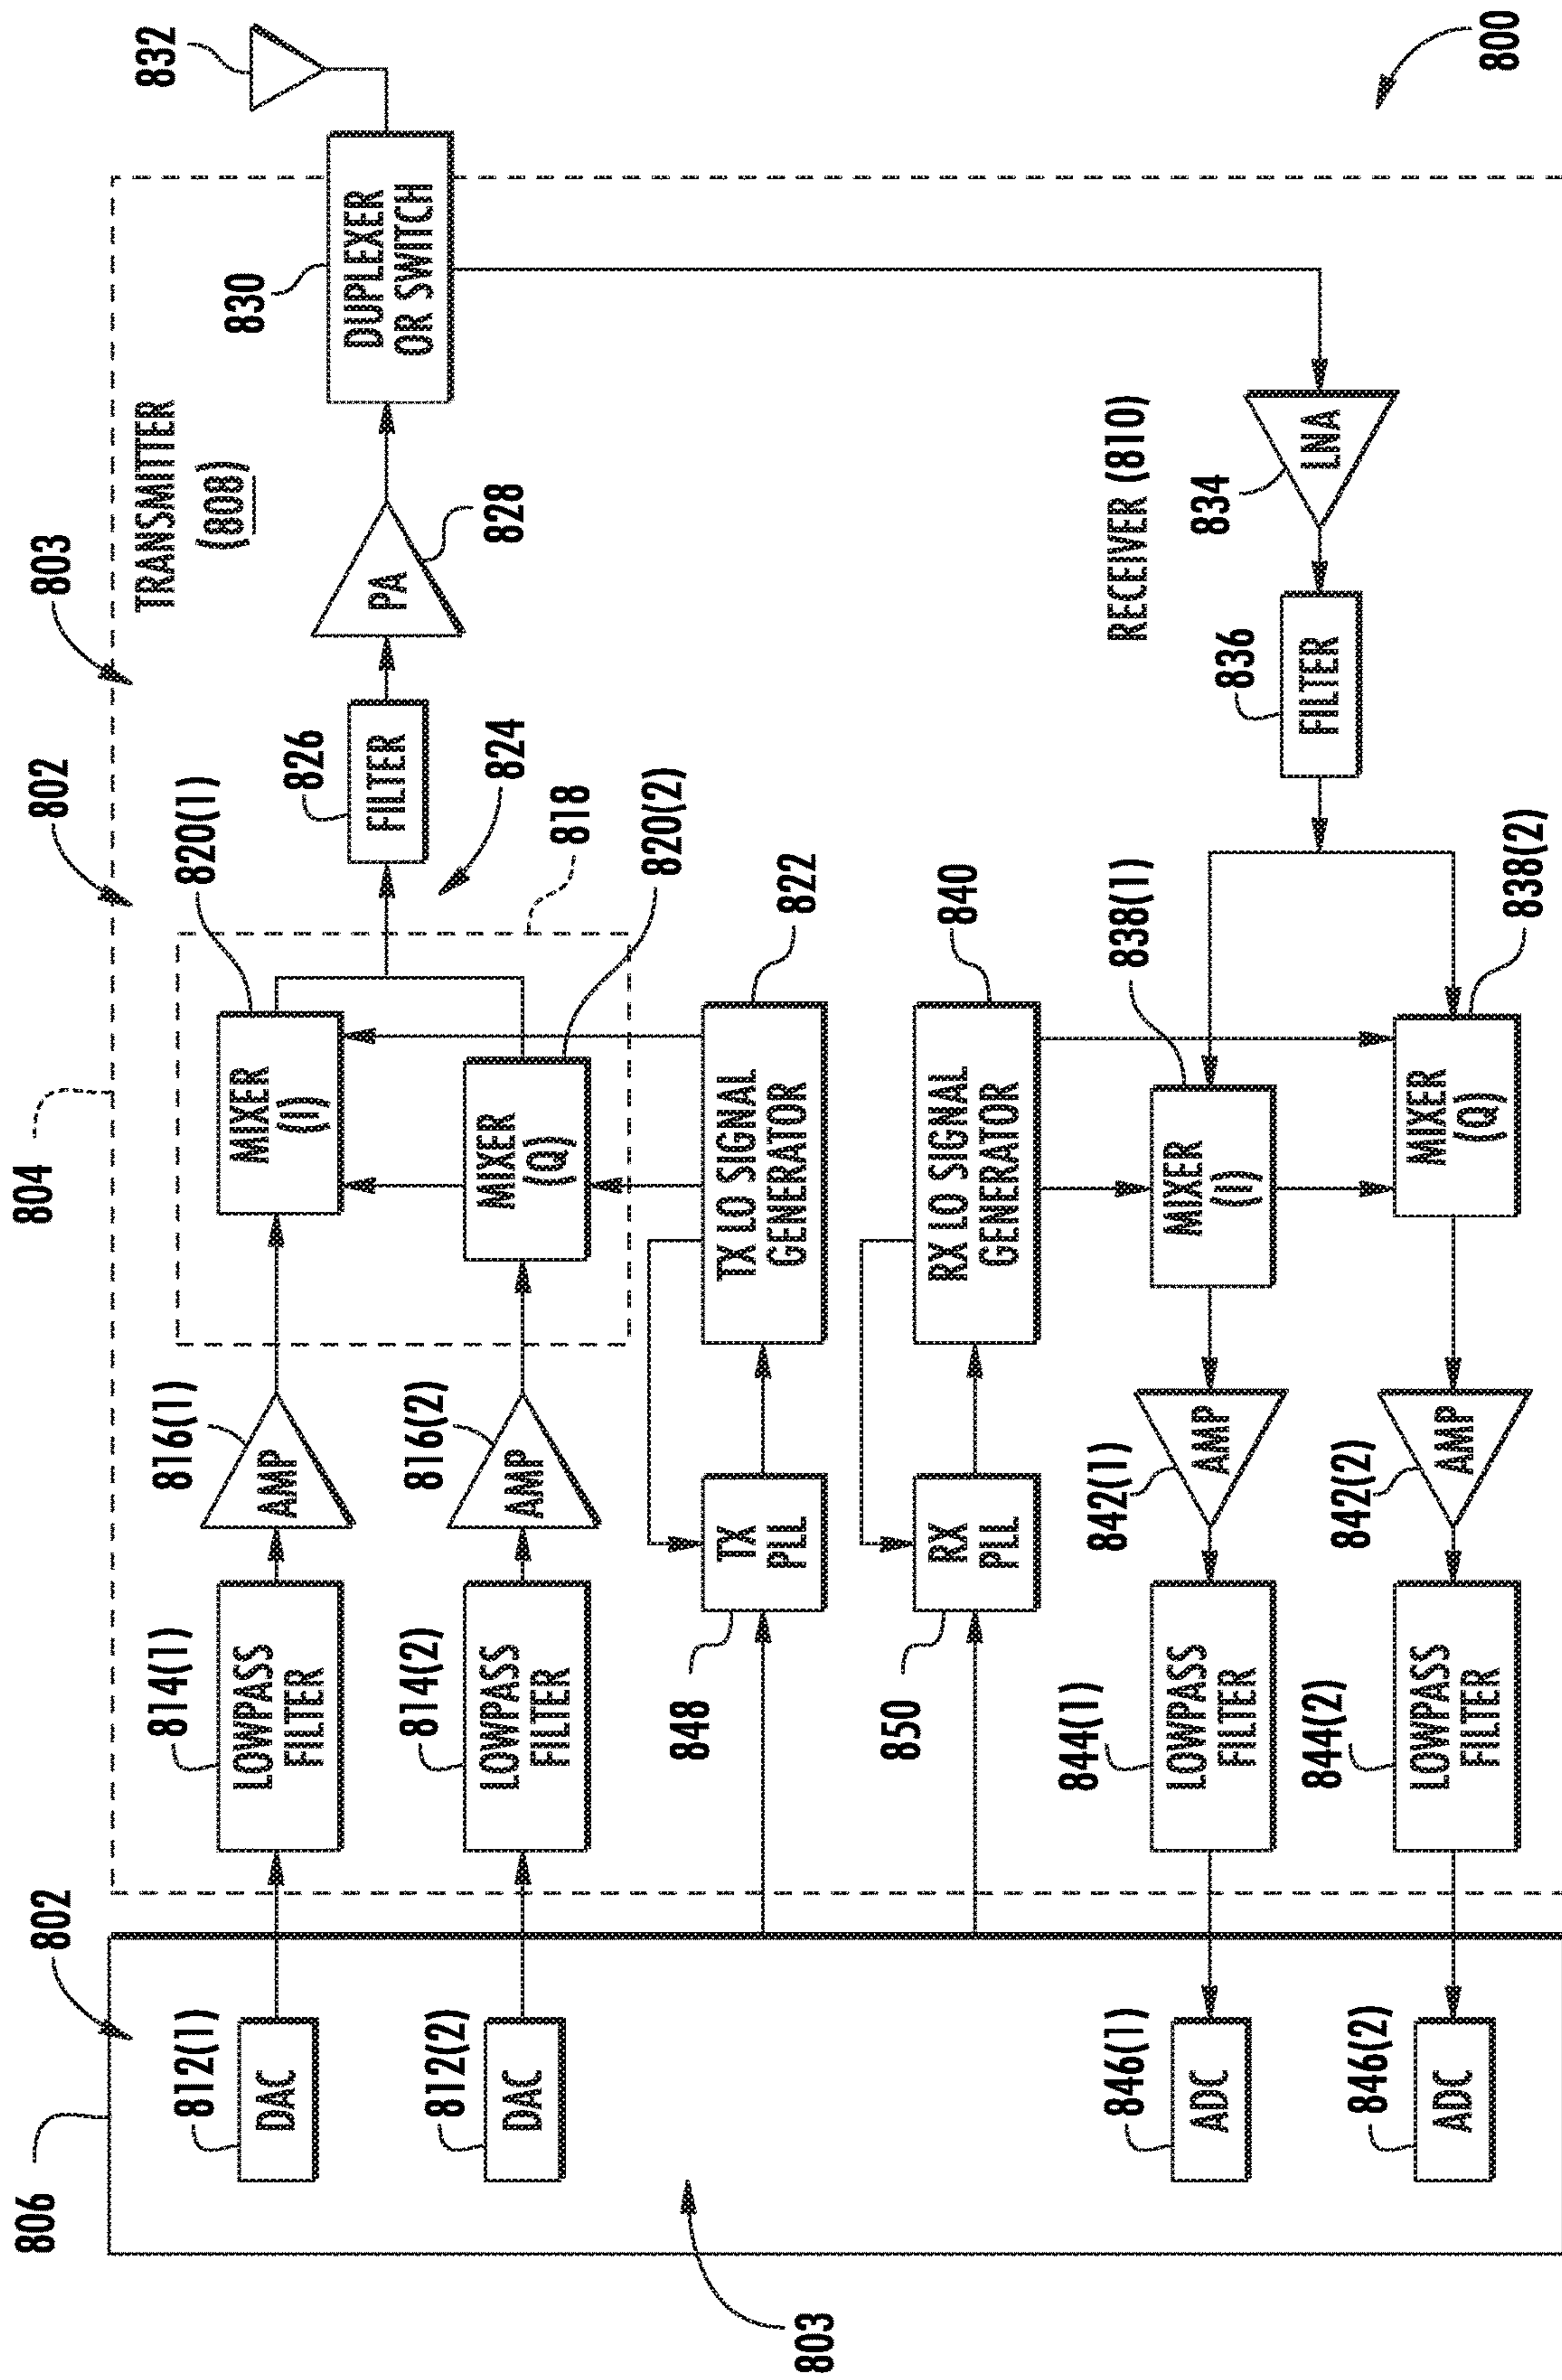 804
802
803
806
802
TRANSMITTER
(808)
832
812(1)
DAC
814(1)
LOWPASS
FILTER
816(1)
AMP
820(1)
MIXER
(I)
826
FILTER
PA
828
830
DUPLEXER
OR SWITCH
824
818
812(2)
DAC
814(2)
LOWPASS
FILTER
816(2)
AMP
MIXER
(Q)
820(2)
848
TX
PLL
TX LO SIGNAL
GENERATOR
822
803
850
RX
PLL
RX LO SIGNAL
GENERATOR
840
RECEIVER (810)
834
LNA
836
FILTER
846(1)
ADC
844(1)
LOWPASS
FILTER
842(1)
AMP
838(1)
MIXER
(I)
846(2)
ADC
844(2)
LOWPASS
FILTER
842(2)
AMP
MIXER
(Q)
838(2)
800